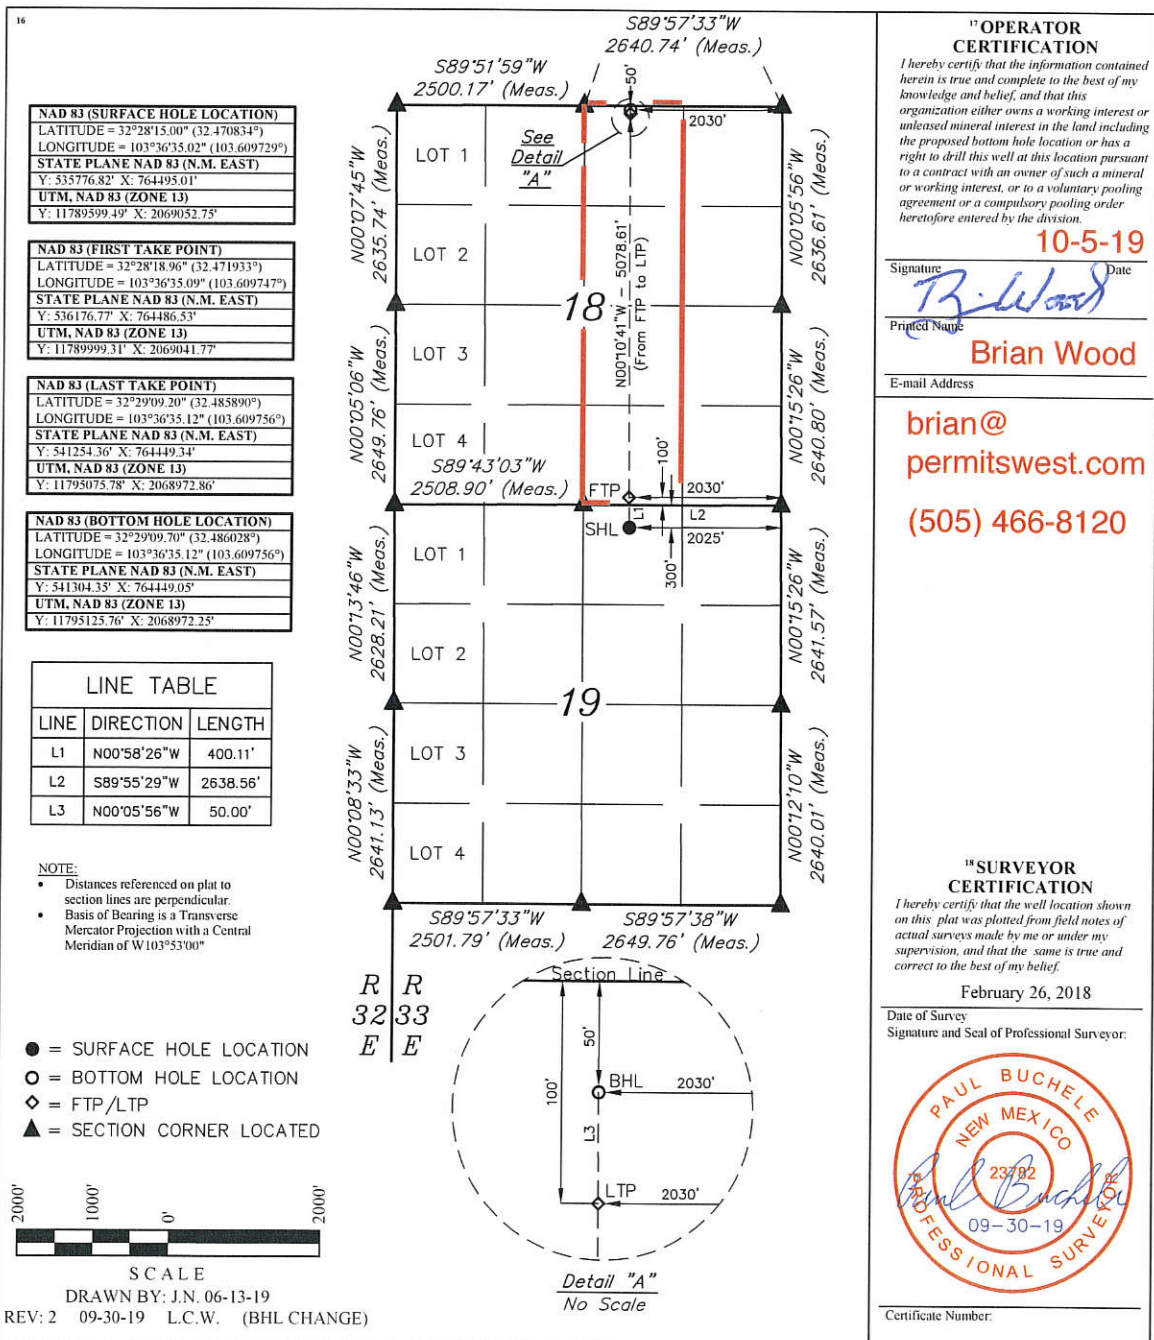 16
NAD 83 (SURFACE HOLE LOCATION)
LATITUDE = 32°28'15.00" (32.470834°)
LONGITUDE = 103°36'35.02" (103.609729°)
STATE PLANE NAD 83 (N.M. EAST)
Y: 535776.82' X: 764495.01'
UTM, NAD 83 (ZONE 13)
Y: 11789599.49' X: 2069052.75'
NAD 83 (FIRST TAKE POINT)
LATITUDE = 32°28'18.96" (32.471933°)
LONGITUDE = 103°36'35.09" (103.609747°)
STATE PLANE NAD 83 (N.M. EAST)
Y: 536176.77' X: 764486.53'
UTM, NAD 83 (ZONE 13)
Y: 11789999.31' X: 2069041.77'
NAD 83 (LAST TAKE POINT)
LATITUDE = 32°29'09.20" (32.485890°)
LONGITUDE = 103°36'35.12" (103.609756°)
STATE PLANE NAD 83 (N.M. EAST)
Y: 541254.36' X: 764449.34'
UTM, NAD 83 (ZONE 13)
Y: 11795075.78' X: 2068972.86'
NAD 83 (BOTTOM HOLE LOCATION)
LATITUDE = 32°29'09.70" (32.486028°)
LONGITUDE = 103°36'35.12" (103.609756°)
STATE PLANE NAD 83 (N.M. EAST)
Y: 541304.35' X: 764449.05'
UTM, NAD 83 (ZONE 13)
Y: 11795125.76' X: 2068972.25'
LINE TABLE
LINE DIRECTION LENGTH
L1 N00°58'26"W 400.11'
L2 S89°55'29"W 2638.56'
L3 N00°05'56"W 50.00'
NOTE:
• Distances referenced on plat to
section lines are perpendicular.
• Basis of Bearing is a Transverse
Mercator Projection with a Central
Meridian of W103°53'00"
= SURFACE HOLE LOCATION
= BOTTOM HOLE LOCATION
= FTP/LTP
= SECTION CORNER LOCATED
2000'
1000'
0'
2000'
SCALE
DRAWN BY: J.N. 06-13-19
REV: 2 09-30-19 L.C.W. (BHL CHANGE)
S89°57'33"W
2640.74' (Meas.)
S89°51'59"W
2500.17' (Meas.)
50'
2030'
See
Detail
"A"
LOT 1
N00°07'45"W
2635.74' (Meas.)
N00°05'56"W
2636.61' (Meas.)
LOT 2
N00°10'41"W - 5078.61'
(From FTP to LTP)
18
LOT 3
N00°05'06"W
2649.76' (Meas.)
N00°15'26"W
2640.80' (Meas.)
LOT 4
S89°43'03"W
2508.90' (Meas.)
100'
FTP
2030'
L1
L2
SHL
2025'
300'
LOT 1
N00°13'46"W
2628.21' (Meas.)
N00°15'26"W
2641.57' (Meas.)
LOT 2
19
LOT 3
N00°08'33"W
2641.13' (Meas.)
N00°12'10"W
2640.01' (Meas.)
LOT 4
S89°57'33"W
2501.79' (Meas.)
S89°57'38"W
2649.76' (Meas.)
R R
32 33
E E
Section Line
50'
BHL
2030'
100'
L3
LTP
2030'
Detail "A"
No Scale
17 OPERATOR
CERTIFICATION
I hereby certify that the information contained
herein is true and complete to the best of my
knowledge and belief, and that this
organization either owns a working interest or
unleased mineral interest in the land including
the proposed bottom hole location or has a
right to drill this well at this location pursuant
to a contract with an owner of such a mineral
or working interest, or to a voluntary pooling
agreement or a compulsory pooling order
heretofore entered by the division.
10-5-19
Signature Date
B. Wood
Printed Name
Brian Wood
E-mail Address
brian@
permitswest.com
(505) 466-8120
18 SURVEYOR
CERTIFICATION
I hereby certify that the well location shown
on this plat was plotted from field notes of
actual surveys made by me or under my
supervision, and that the same is true and
correct to the best of my belief.
February 26, 2018
Date of Survey
Signature and Seal of Professional Surveyor:
PAUL BUCHELE
NEW MEXICO
23782
Paul Buchele
09-30-19
PROFESSIONAL SURVEYOR
Certificate Number: